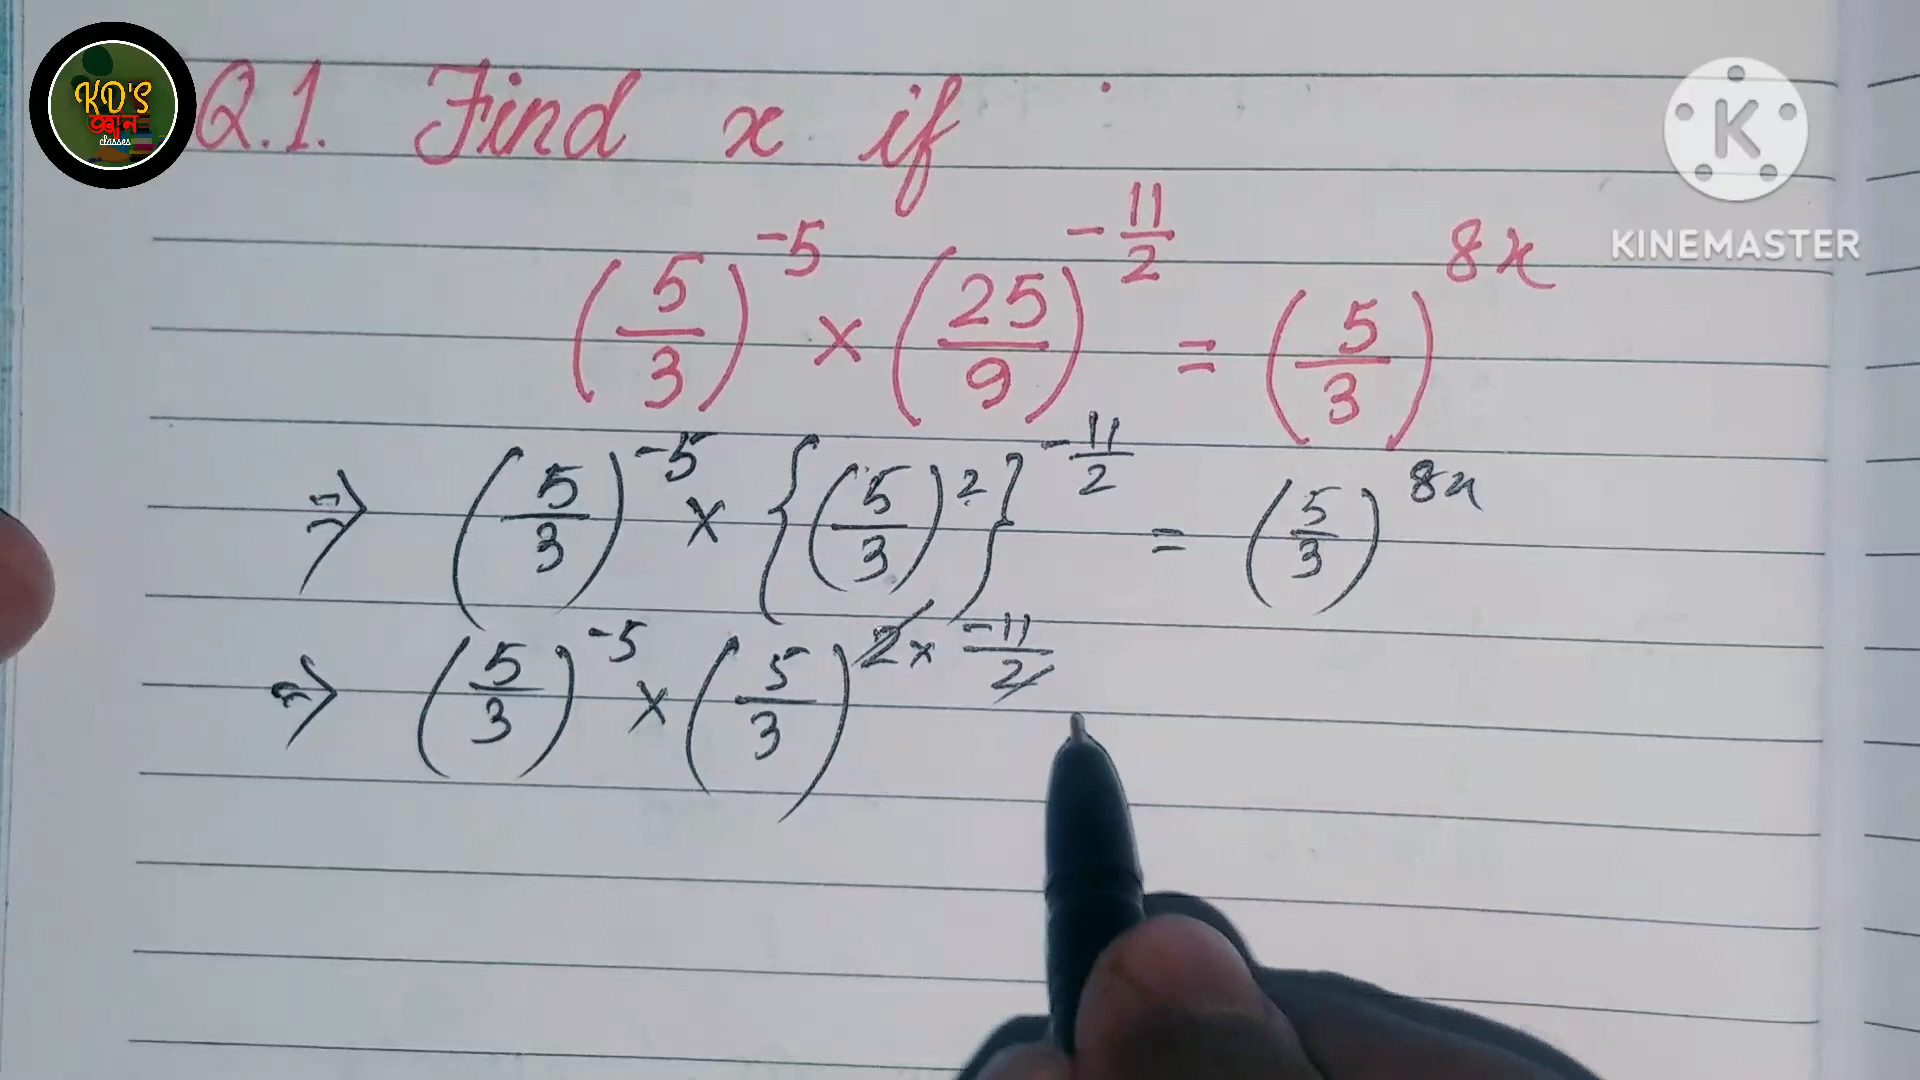 KD'S
জ্ঞান
classes
Q.1. Find x if
(5/3)^-5 × (25/9)^-11/2 = (5/3)^8x
⇒ (5/3)^-5 × {(5/3)^2}^-11/2 = (5/3)^8x
⇒ (5/3)^-5 × (5/3)^2×-11/2
K
KINEMASTER